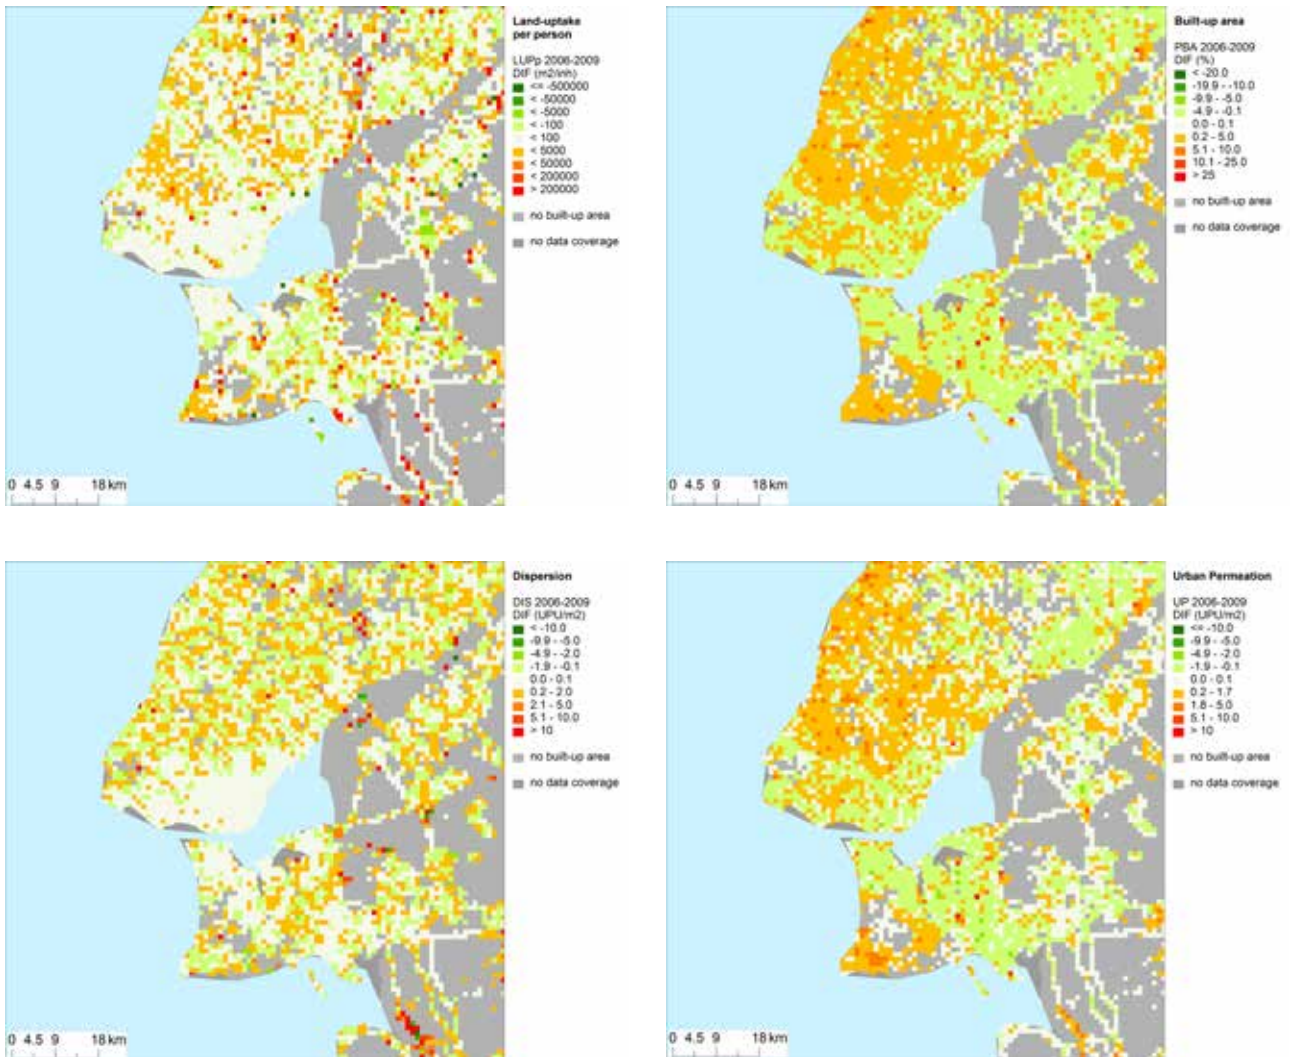 Land-uptake
per person
LUPp 2006-2009
DIF (m2/inh)
<= -500000
< -50000
< -5000
< -100
< 100
< 5000
< 50000
< 200000
> 200000
no built-up area
no data coverage
0 4.5 9 18 km
Built-up area
PBA 2006-2009
DIF (%)
< -20.0
-19.9 - -10.0
-9.9 - -5.0
-4.9 - -0.1
0.0 - 0.1
0.2 - 5.0
5.1 - 10.0
10.1 - 25.0
> 25
no built-up area
no data coverage
0 4.5 9 18 km
Dispersion
DIS 2006-2009
DIF (UPU/m2)
< -10.0
-9.9 - -5.0
-4.9 - -2.0
-1.9 - -0.1
0.0 - 0.1
0.2 - 2.0
2.1 - 5.0
5.1 - 10.0
> 10
no built-up area
no data coverage
0 4.5 9 18 km
Urban Permeation
UP 2006-2009
DIF (UPU/m2)
<= -10.0
-9.9 - -5.0
-4.9 - -2.0
-1.9 - -0.1
0.0 - 0.1
0.2 - 1.7
1.8 - 5.0
5.1 - 10.0
> 10
no built-up area
no data coverage
0 4.5 9 18 km